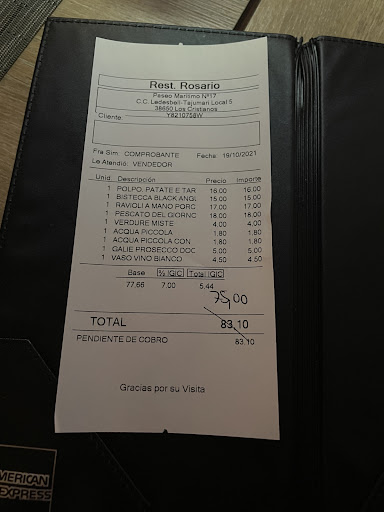 Rest. Rosario
Paseo Maritimo Nº17
C.C. Ledesbell-Tajumari Local 5
38650 Los Cristianos
Cliente: Y8210758W
Fra Sim. COMPROBANTE Fecha: 19/10/2021
Le Atendio: VENDEDOR
Unid. Descripción Precio Importe
1 POLPO, PATATE E TAR 16.00 16.00
1 BISTECCA BLACK ANGU 15.00 15.00
1 RAVIOLI A MANO PORC 17.00 17.00
1 PESCATO DEL GIORNO 18.00 18.00
1 VERDURE MISTE 4.00 4.00
1 ACQUA PICCOLA 1.80 1.80
1 ACQUA PICCOLA CON 1.80 1.80
1 GALIE PROSECCO DOC 5.00 5.00
1 VASO VINO BIANCO 4.50 4.50
Base % IGIC Total IGIC
77.66 7.00 5.44
75,00
TOTAL 83,10
PENDIENTE DE COBRO 83,10
Gracias por su Visita
AMERICAN
EXPRESS